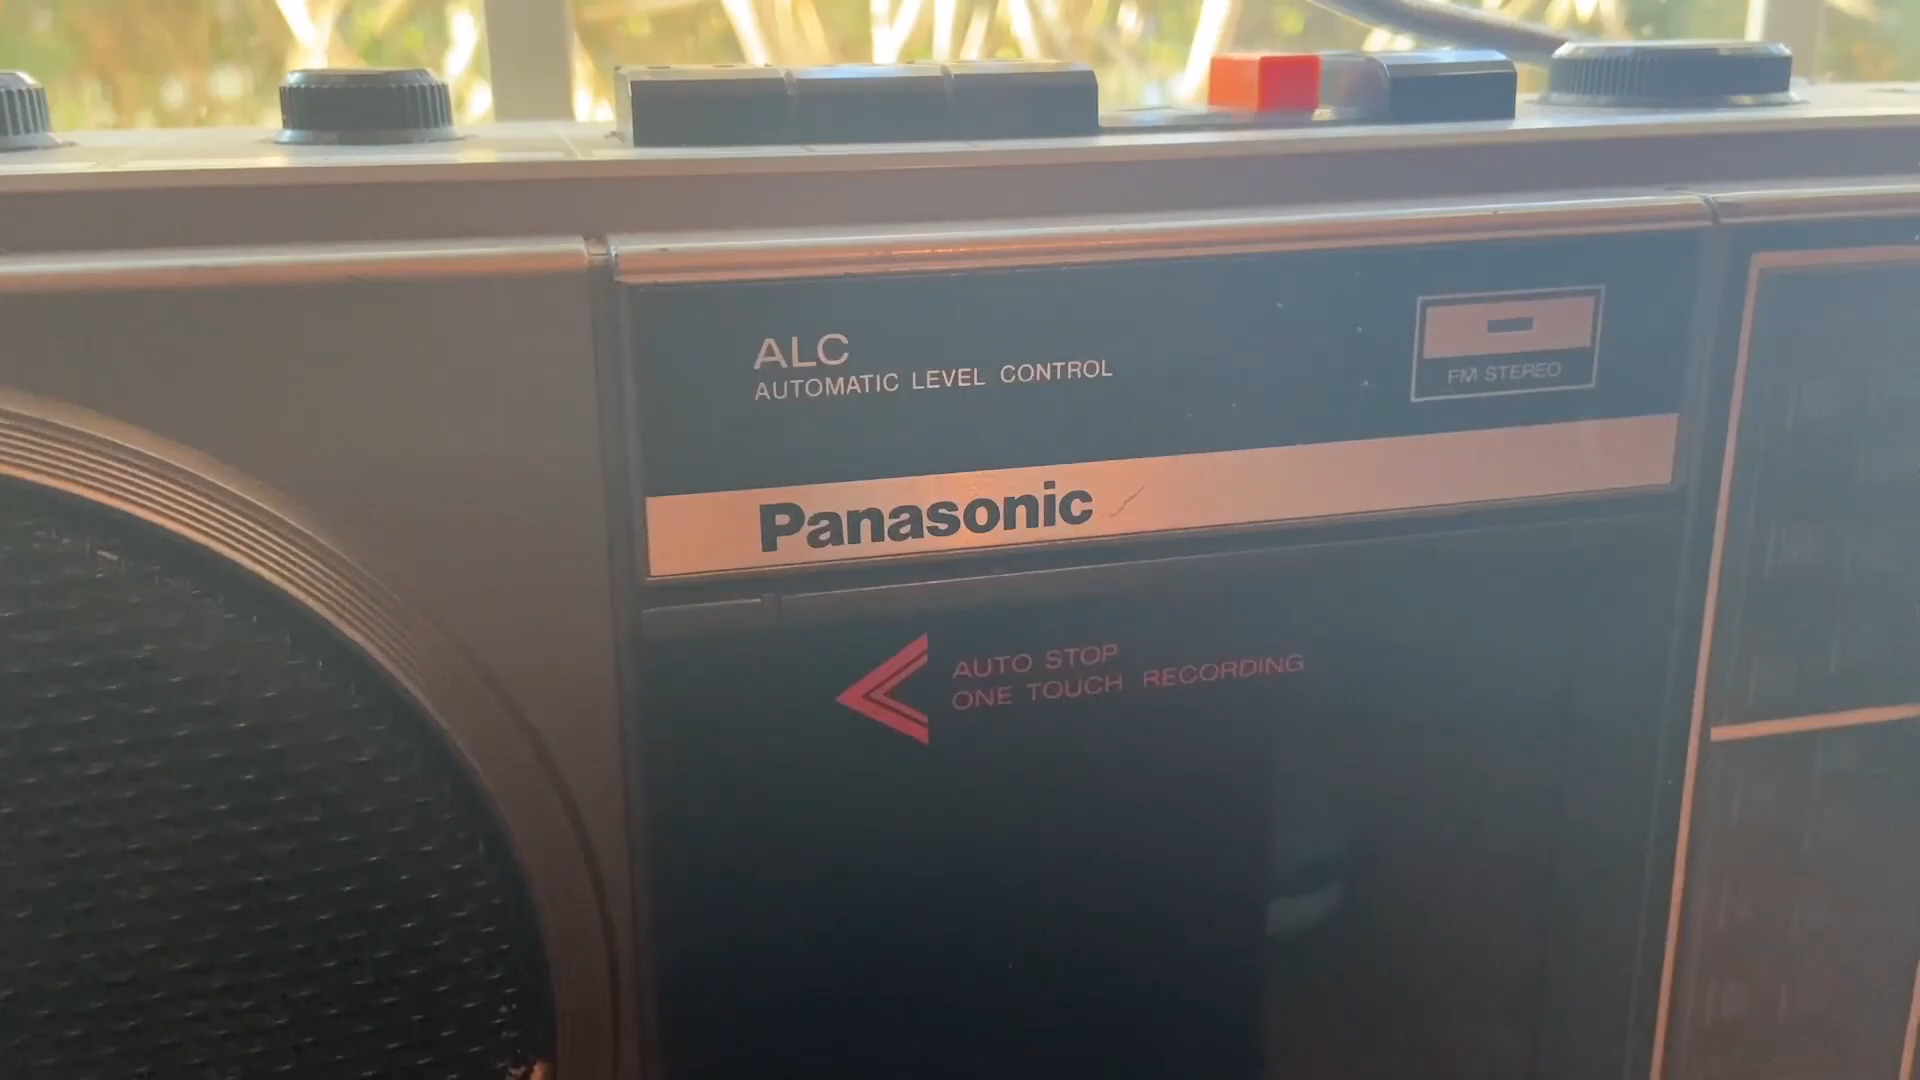 ALC
AUTOMATIC LEVEL CONTROL
FM STEREO
Panasonic
AUTO STOP
ONE TOUCH RECORDING